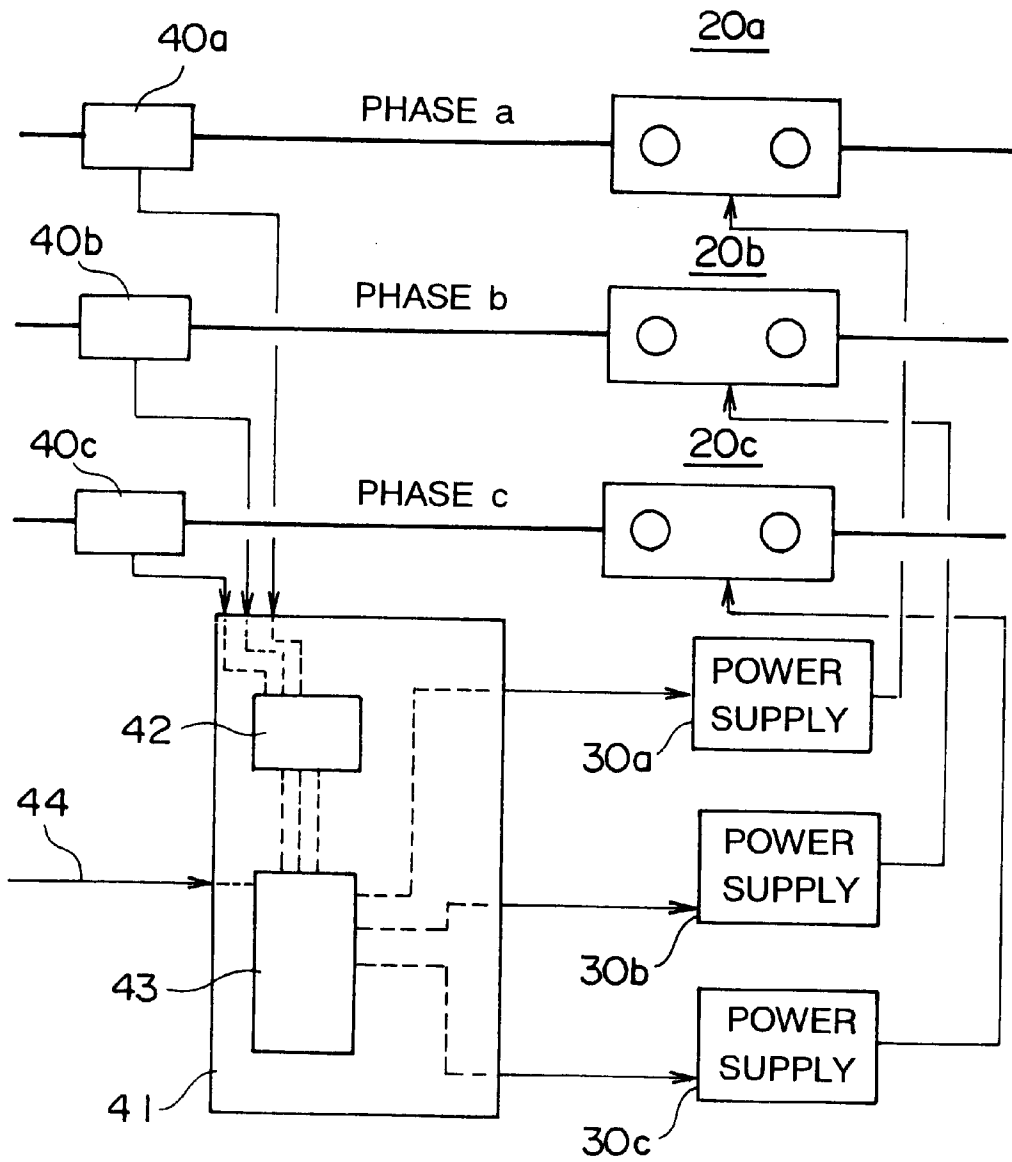 20a
40a
PHASE a
40b
20b
PHASE b
40c
20c
PHASE c
POWER
SUPPLY
42
30a
44
POWER
SUPPLY
43
30b
POWER
SUPPLY
41
30c